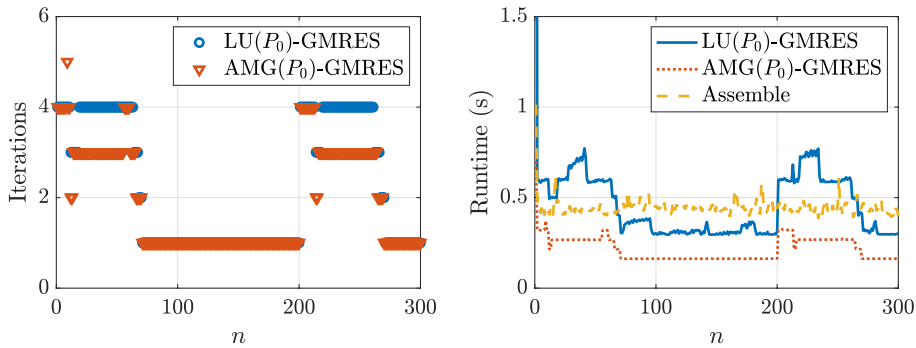 6
4
2
0
0
100
200
300
Iterations
n
LU(P₀)-GMRES
AMG(P₀)-GMRES
1.5
1
0.5
0
0
100
200
300
Runtime (s)
n
LU(P₀)-GMRES
AMG(P₀)-GMRES
Assemble